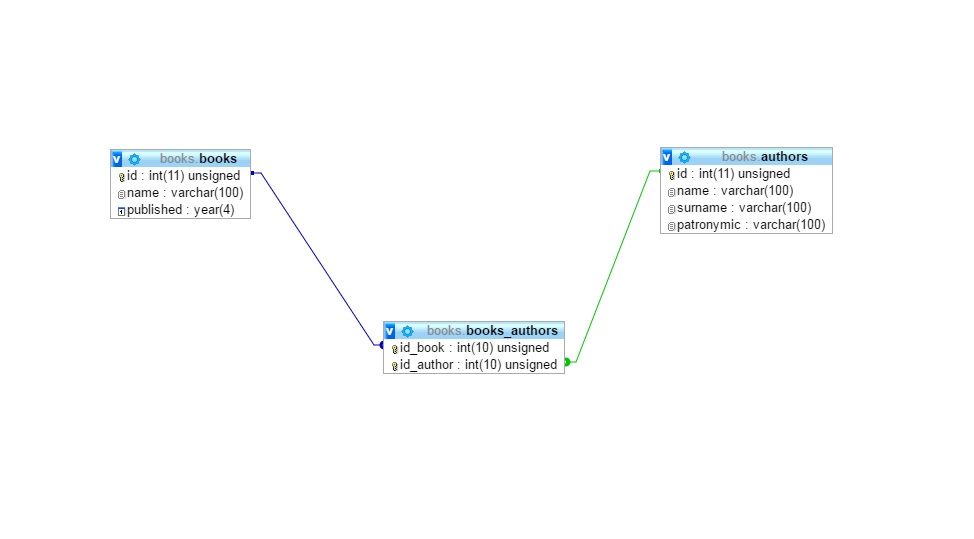 v books.books
id : int(11) unsigned
name : varchar(100)
published : year(4)
v books.authors
id : int(11) unsigned
name : varchar(100)
surname : varchar(100)
patronymic : varchar(100)
v books.books_authors
id_book : int(10) unsigned
id_author : int(10) unsigned